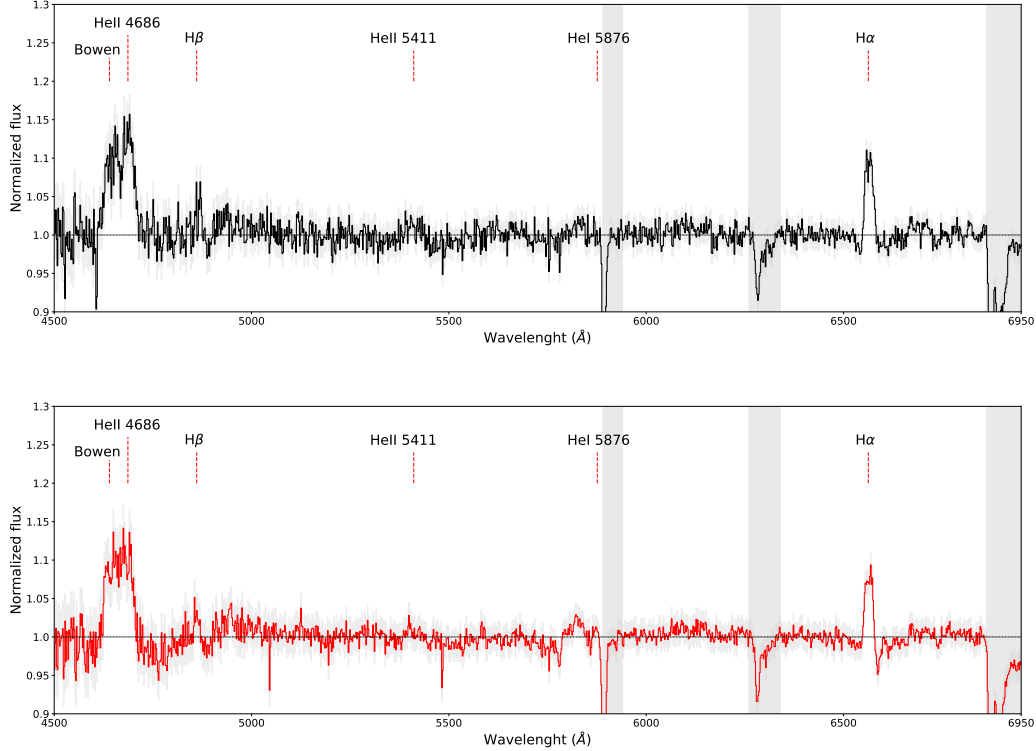 1.3
HeII 4686
1.25
Bowen
Hβ
HeII 5411
HeI 5876
Hα
1.2
1.15
1.1
1.05
1.0
0.95
0.9
Normalized flux
4500
5000
5500
6000
6500
6950
Wavelenght (Å)
1.3
HeII 4686
1.25
Bowen
Hβ
HeII 5411
HeI 5876
Hα
1.2
1.15
1.1
1.05
1.0
0.95
0.9
Normalized flux
4500
5000
5500
6000
6500
6950
Wavelenght (Å)